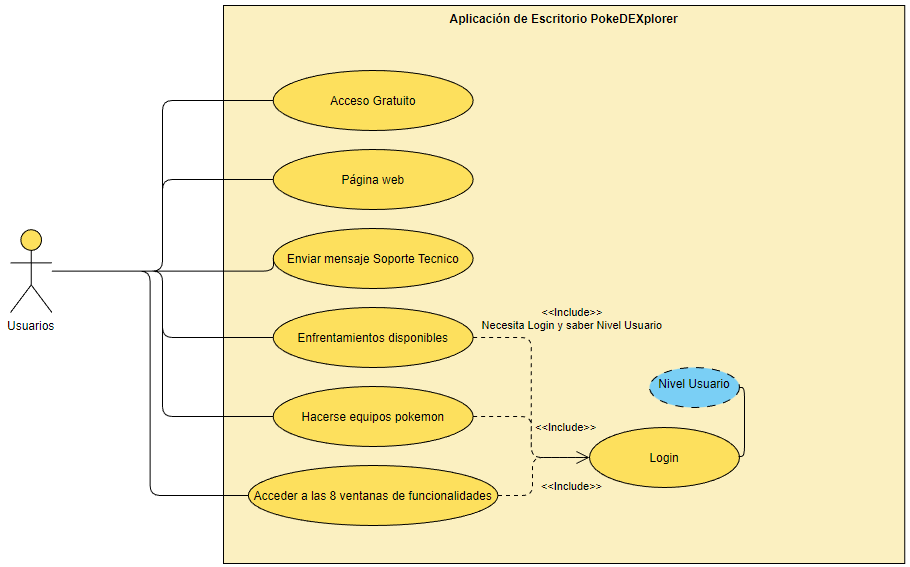 Aplicación de Escritorio PokeDEXplorer
Acceso Gratuito
Página web
Enviar mensaje Soporte Tecnico
Usuarios
<<Include>>
Necesita Login y saber Nivel Usuario
Enfrentamientos disponibles
Nivel Usuario
Hacerse equipos pokemon
<<Include>>
Login
<<Include>>
Acceder a las 8 ventanas de funcionalidades